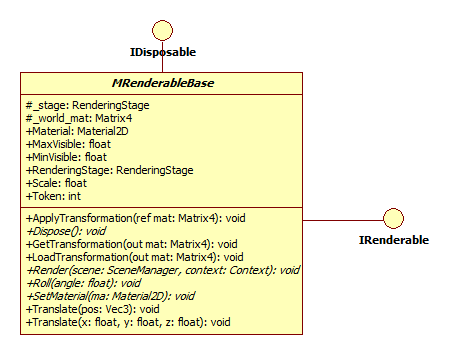 IDisposable
MRenderableBase
#_stage: RenderingStage
#_world_mat: Matrix4
+Material: Material2D
+MaxVisible: float
+MinVisible: float
+RenderingStage: RenderingStage
+Scale: float
+Token: int
+ApplyTransformation(ref mat: Matrix4): void
+Dispose(): void
+GetTransformation(out mat: Matrix4): void
+LoadTransformation(out mat: Matrix4): void
+Render(scene: SceneManager, context: Context): void
+Roll(angle: float): void
+SetMaterial(ma: Material2D): void
+Translate(pos: Vec3): void
+Translate(x: float, y: float, z: float): void
IRenderable